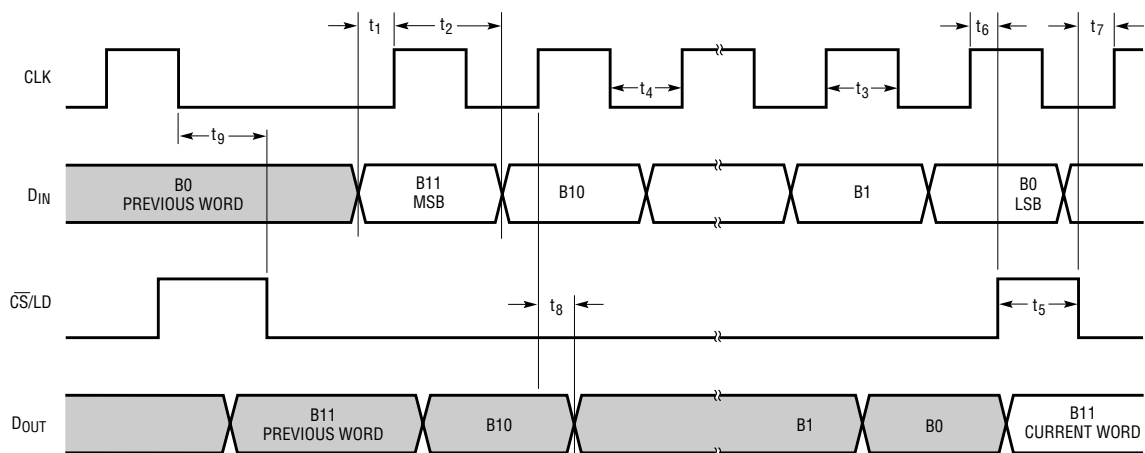 t1 t2 t6 t7
CLK
t4 t3
t9
DIN
B0
PREVIOUS WORD
B11
MSB
B10
B1
B0
LSB
C̅S̅/LD
t8
t5
DOUT
B11
PREVIOUS WORD
B10
B1
B0
B11
CURRENT WORD